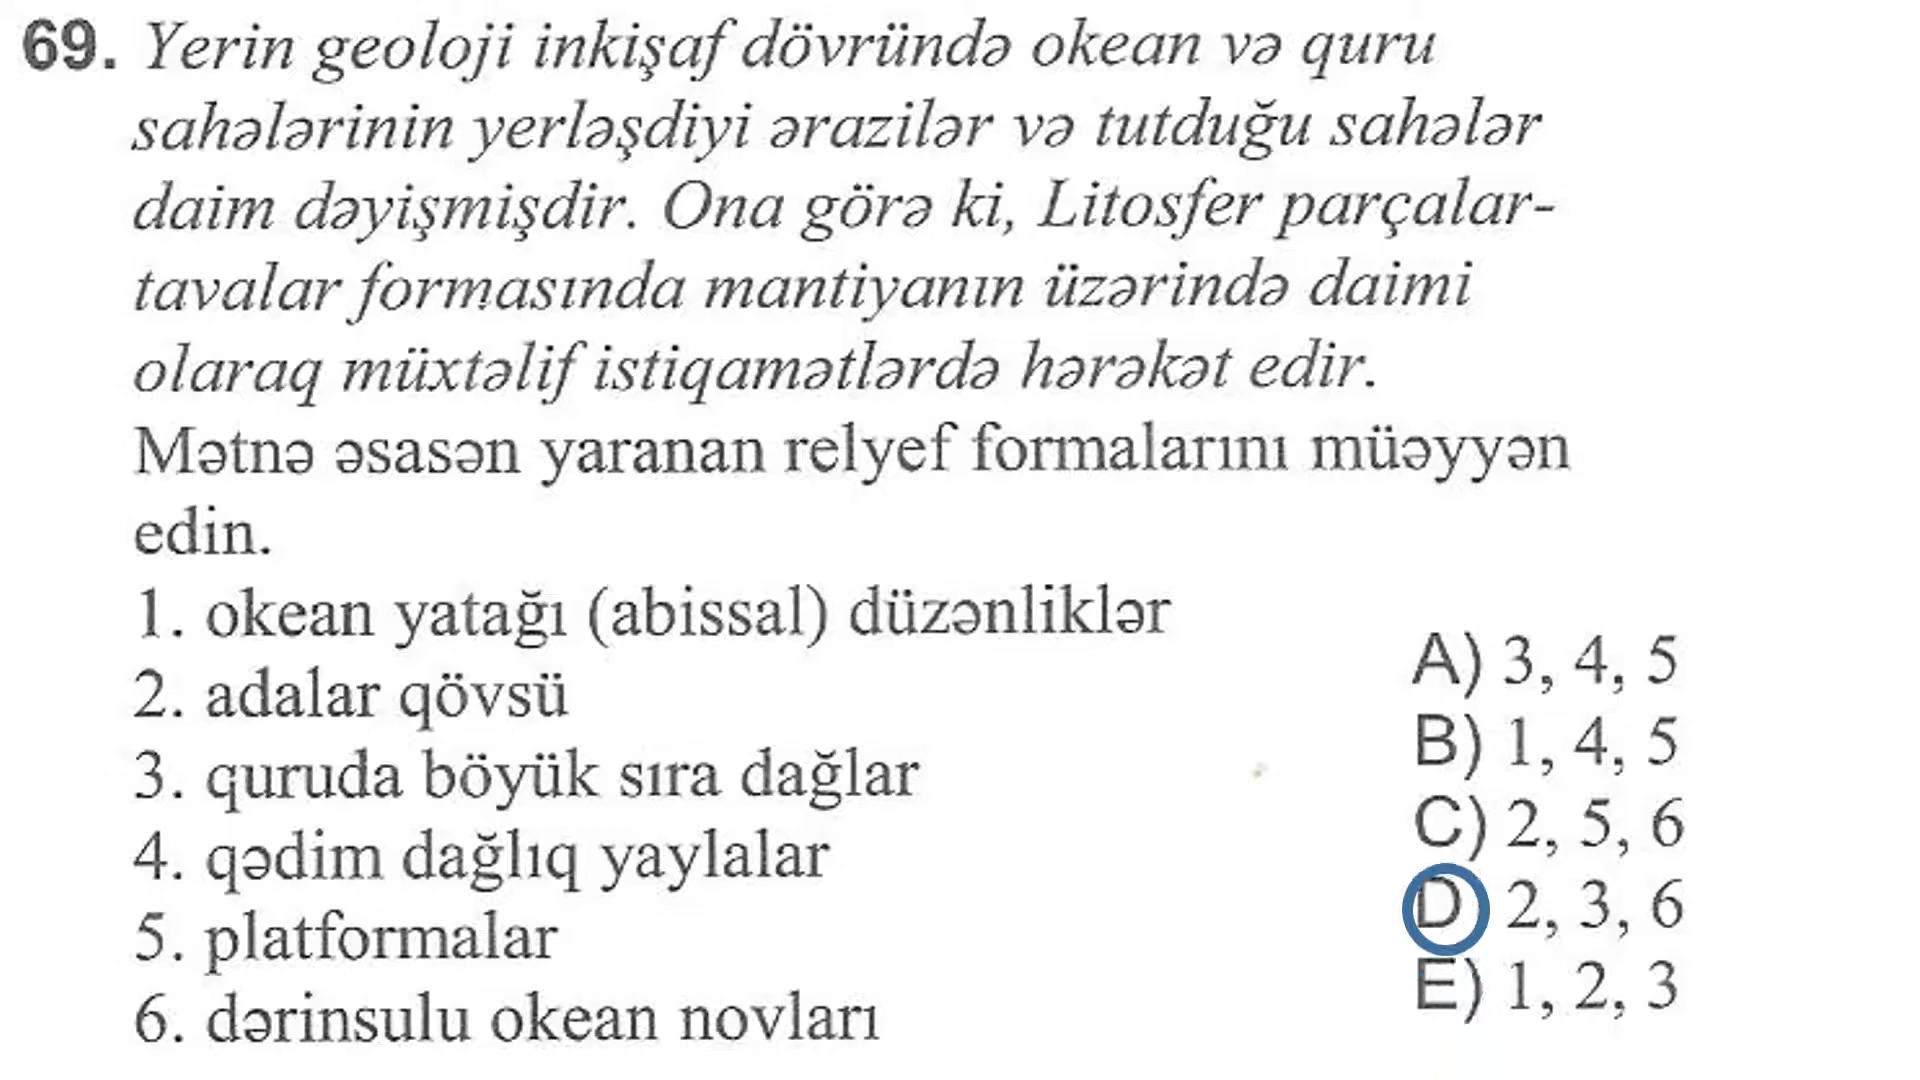 69. Yerin geoloji inkişaf dövründə okean və quru
sahələrinin yerləşdiyi ərazilər və tutduğu sahələr
daim dəyişmişdir. Ona görə ki, Litosfer parçalar-
tavalar formasında mantiyanın üzərində daimi
olaraq müxtəlif istiqamətlərdə hərəkət edir.
Mətnə əsasən yaranan relyef formalarını müəyyən
edin.
1. okean yatağı (abissal) düzənliklər
2. adalar qövsü
3. quruda böyük sıra dağlar
4. qədim dağlıq yaylalar
5. platformalar
6. dərinsulu okean novları
A) 3, 4, 5
B) 1, 4, 5
C) 2, 5, 6
D) 2, 3, 6
E) 1, 2, 3